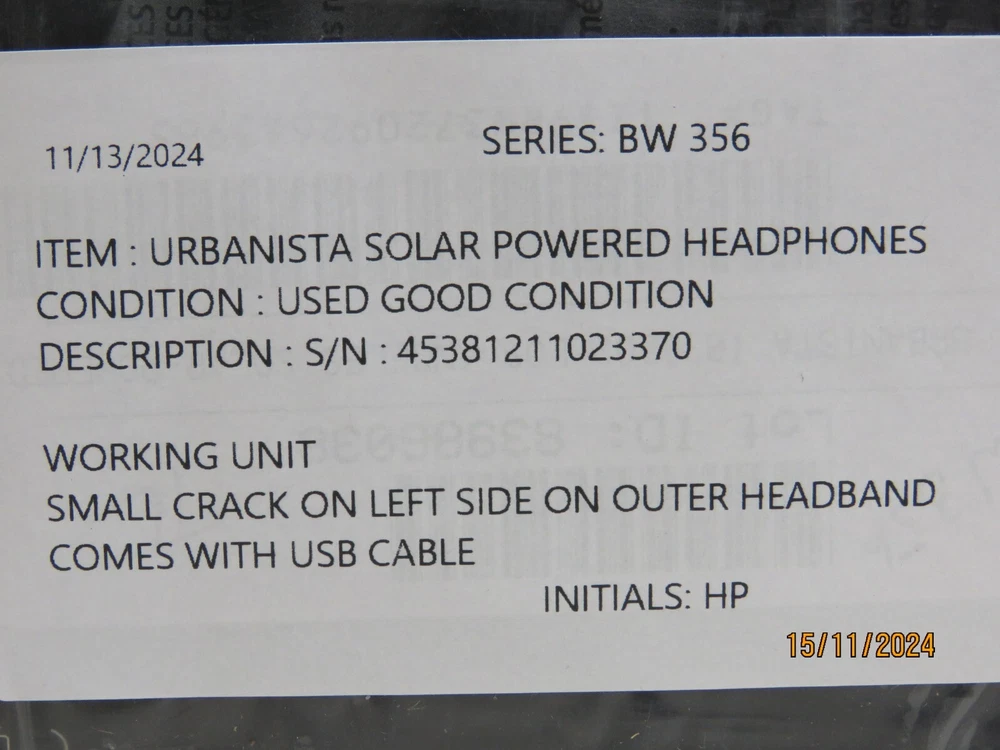 11/13/2024
SERIES: BW 356
ITEM : URBANISTA SOLAR POWERED HEADPHONES
CONDITION : USED GOOD CONDITION
DESCRIPTION : S/N : 45381211023370
WORKING UNIT
SMALL CRACK ON LEFT SIDE ON OUTER HEADBAND
COMES WITH USB CABLE
INITIALS: HP
15/11/2024